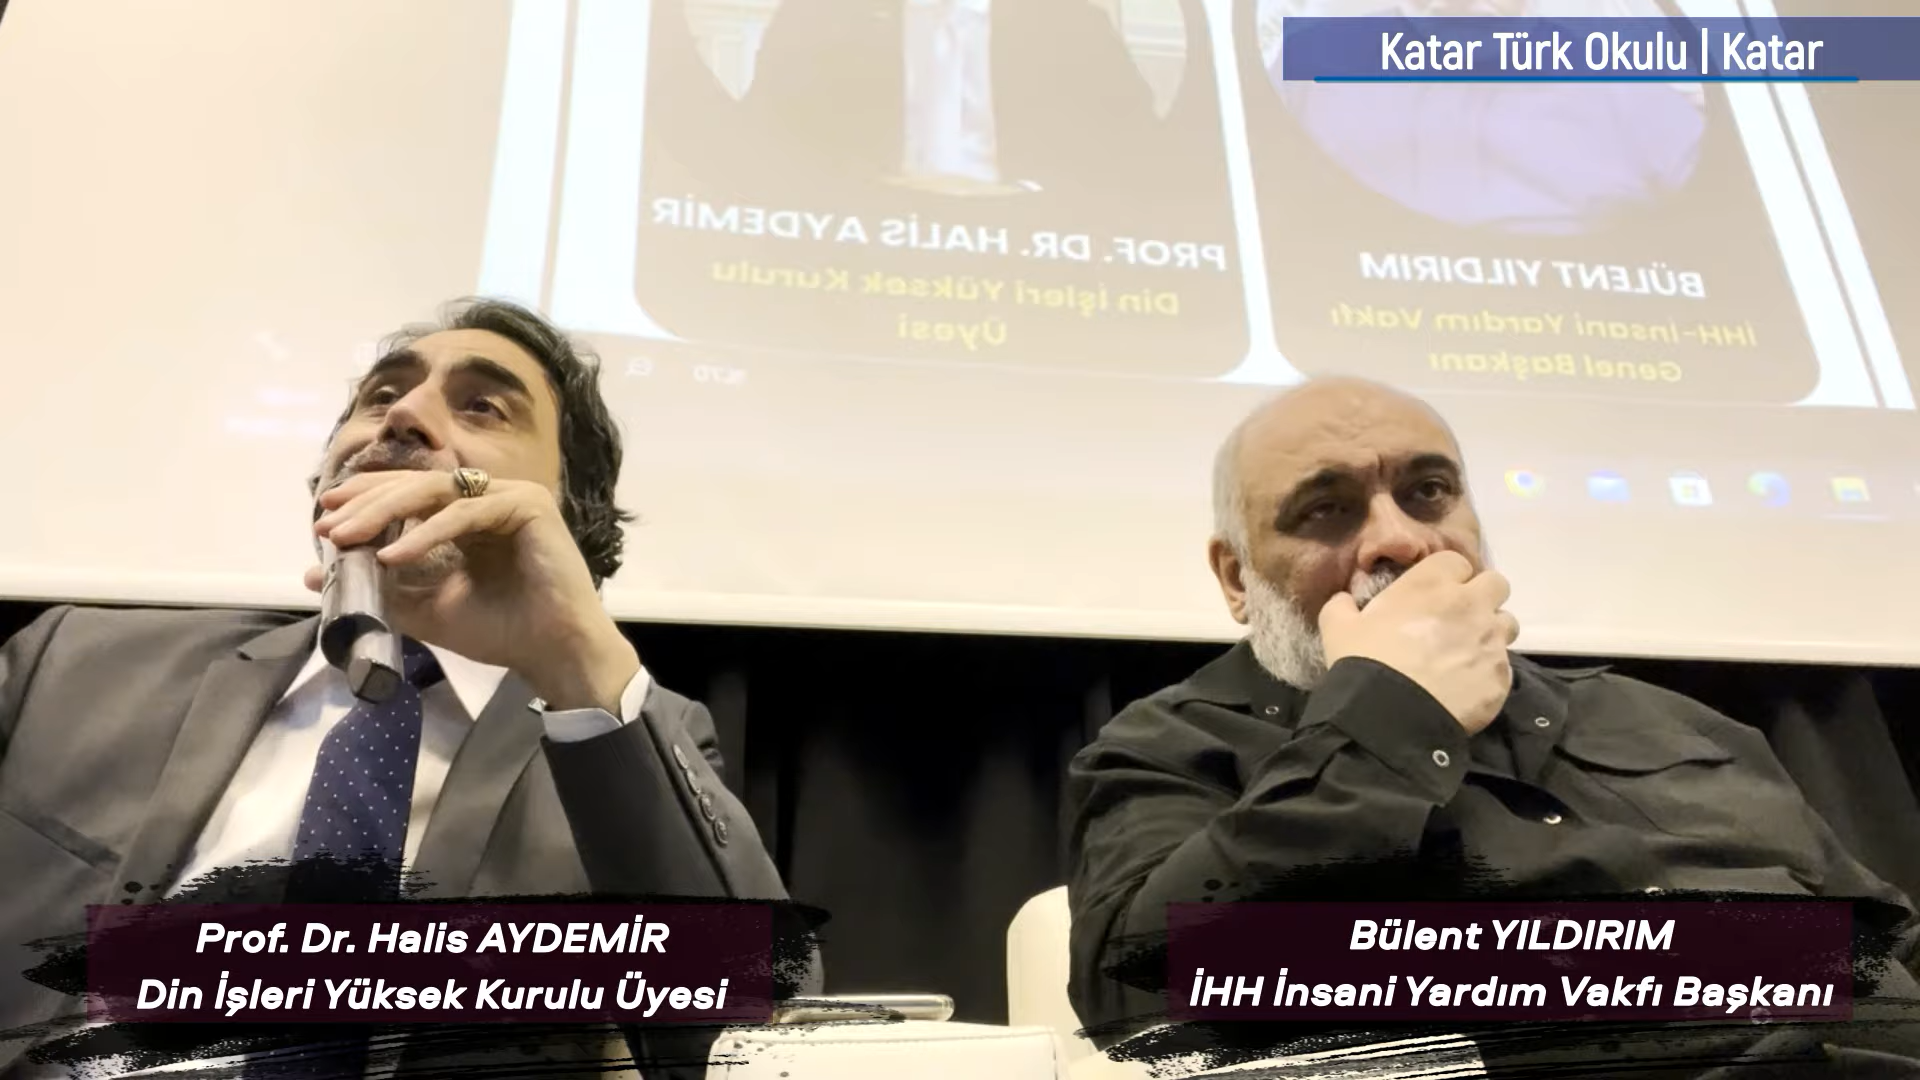 Katar Türk Okulu | Katar
PROF. DR. HALİS AYDEMİR
Din İşleri Yüksek Kurulu
Üyesi
BÜLENT YILDIRIM
İHH-İnsani Yardım Vakfı
Genel Başkanı
%70
Prof. Dr. Halis AYDEMİR
Din İşleri Yüksek Kurulu Üyesi
Bülent YILDIRIM
İHH İnsani Yardım Vakfı Başkanı